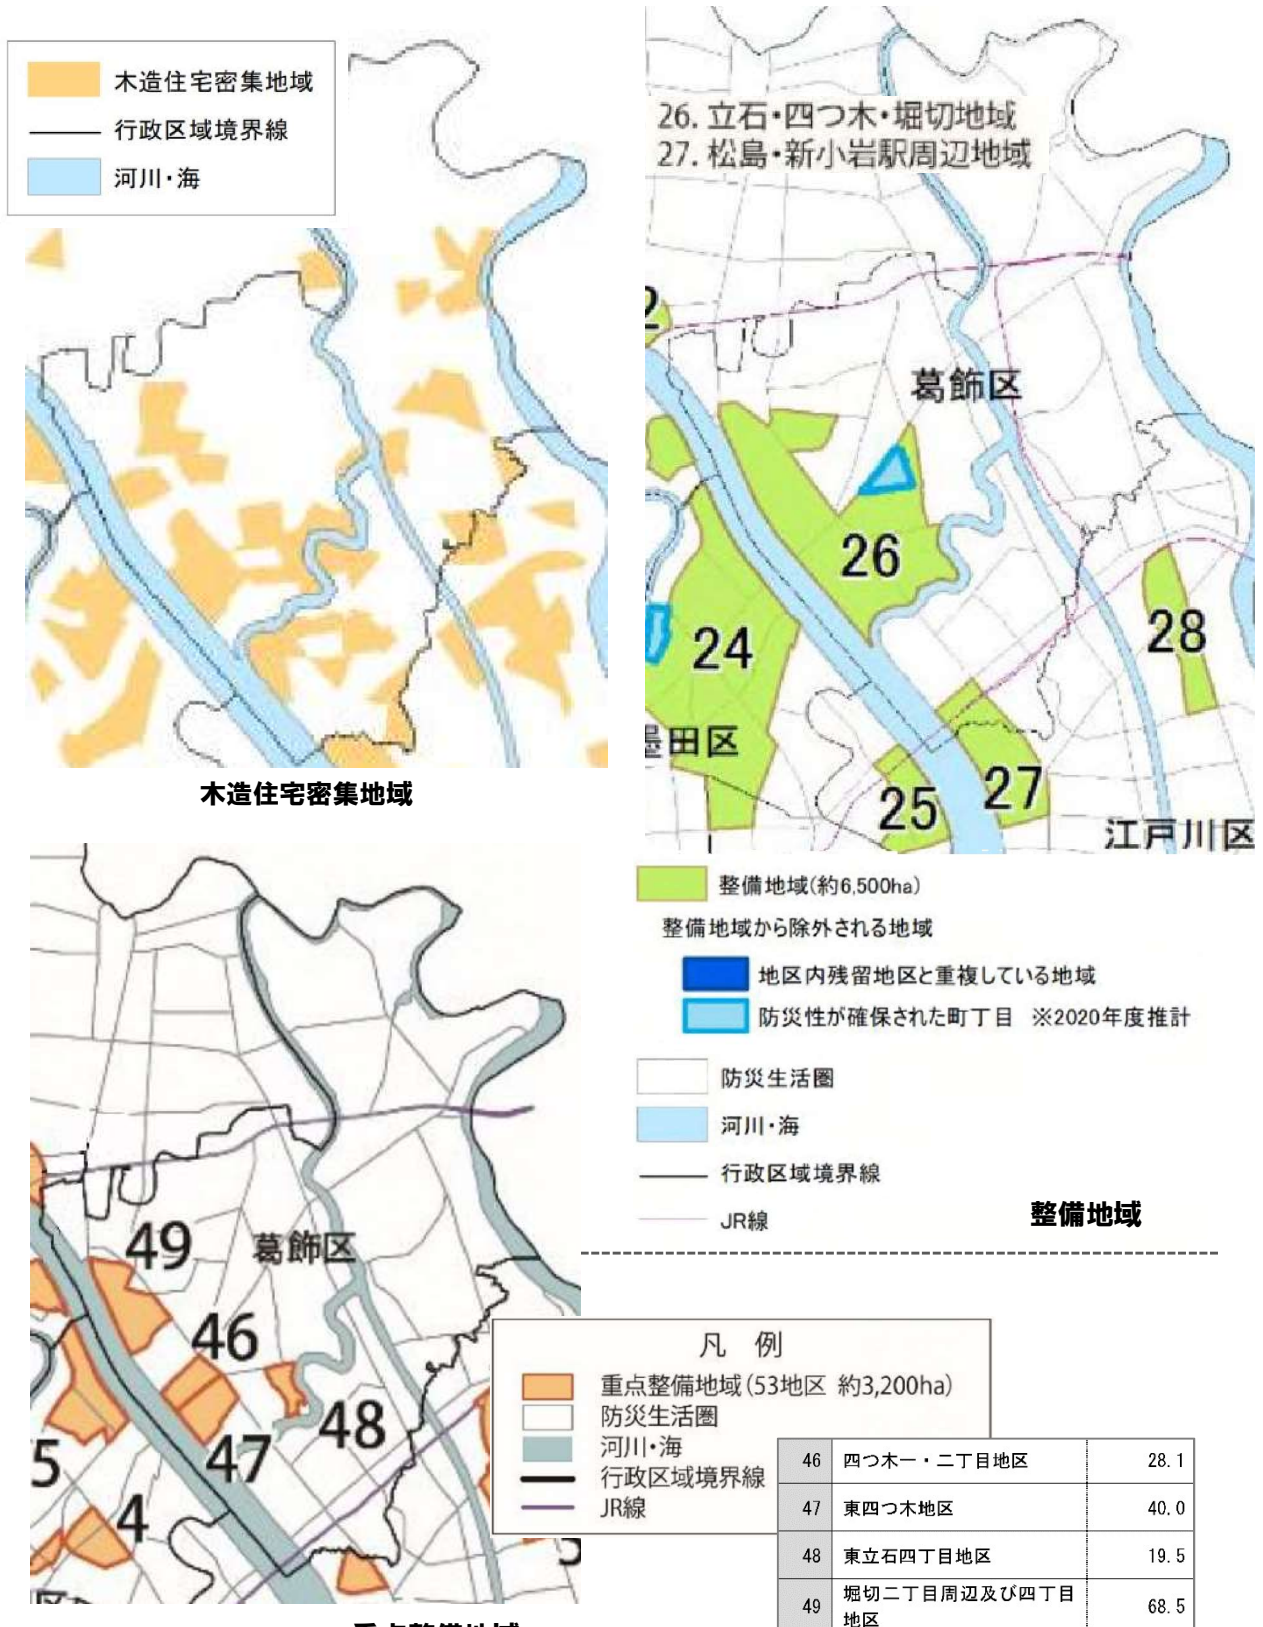 木造住宅密集地域
行政区域境界線
河川・海
木造住宅密集地域
26. 立石・四つ木・堀切地域
27. 松島・新小岩駅周辺地域
2
葛飾区
26
24
28
墨田区
25
27
江戸川区
整備地域(約6,500ha)
整備地域から除外される地域
地区内残留地区と重複している地域
防災性が確保された町丁目 ※2020年度推計
防災生活圏
河川・海
行政区域境界線
JR線
整備地域
49
葛飾区
46
48
47
5
4
区
凡 例
重点整備地域(53地区 約3,200ha)
防災生活圏
河川・海
行政区域境界線
JR線
46 四つ木一・二丁目地区 28.1
47 東四つ木地区 40.0
48 東立石四丁目地区 19.5
49 堀切二丁目周辺及び四丁目
地区 68.5
重点整備地域